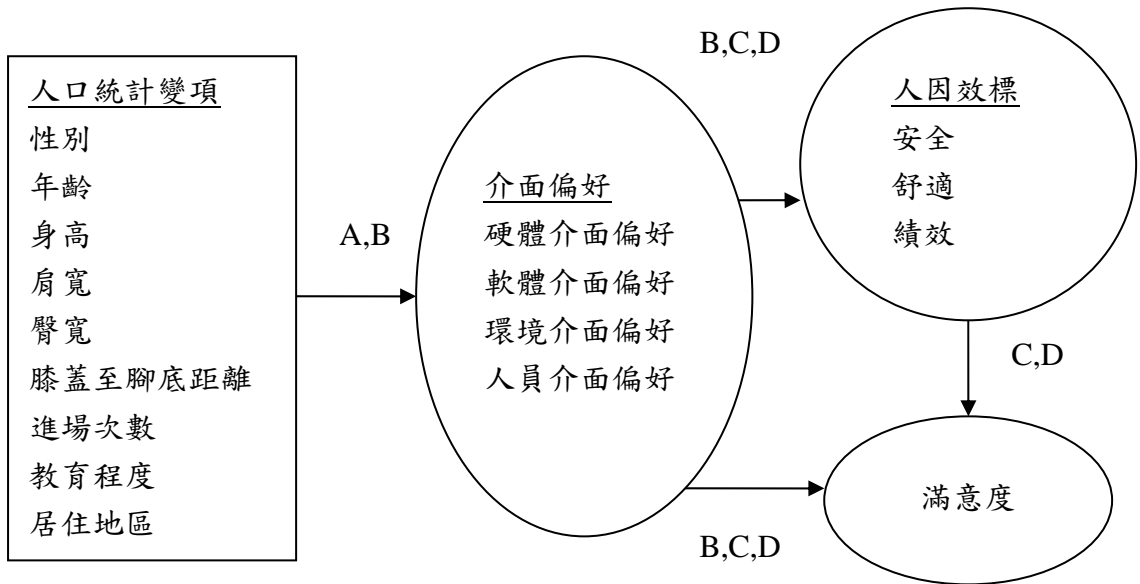 人口統計變項
性別
年齡
身高
肩寬
臀寬
膝蓋至腳底距離
進場次數
教育程度
居住地區
A,B
介面偏好
硬體介面偏好
軟體介面偏好
環境介面偏好
人員介面偏好
B,C,D
人因效標
安全
舒適
績效
C,D
B,C,D
滿意度